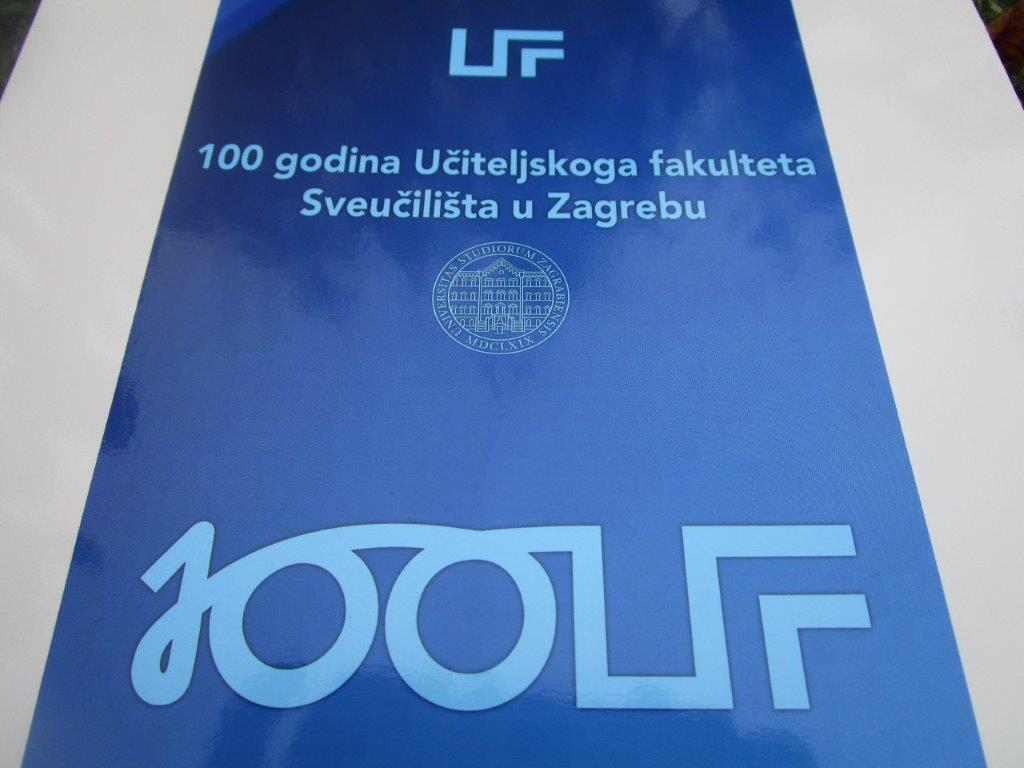 UF
100 godina Učiteljskoga fakulteta
Sveučilišta u Zagrebu
UNIVERSITAS STUDIORUM ZAGRABIENSIS
MDCLXIX
100UF